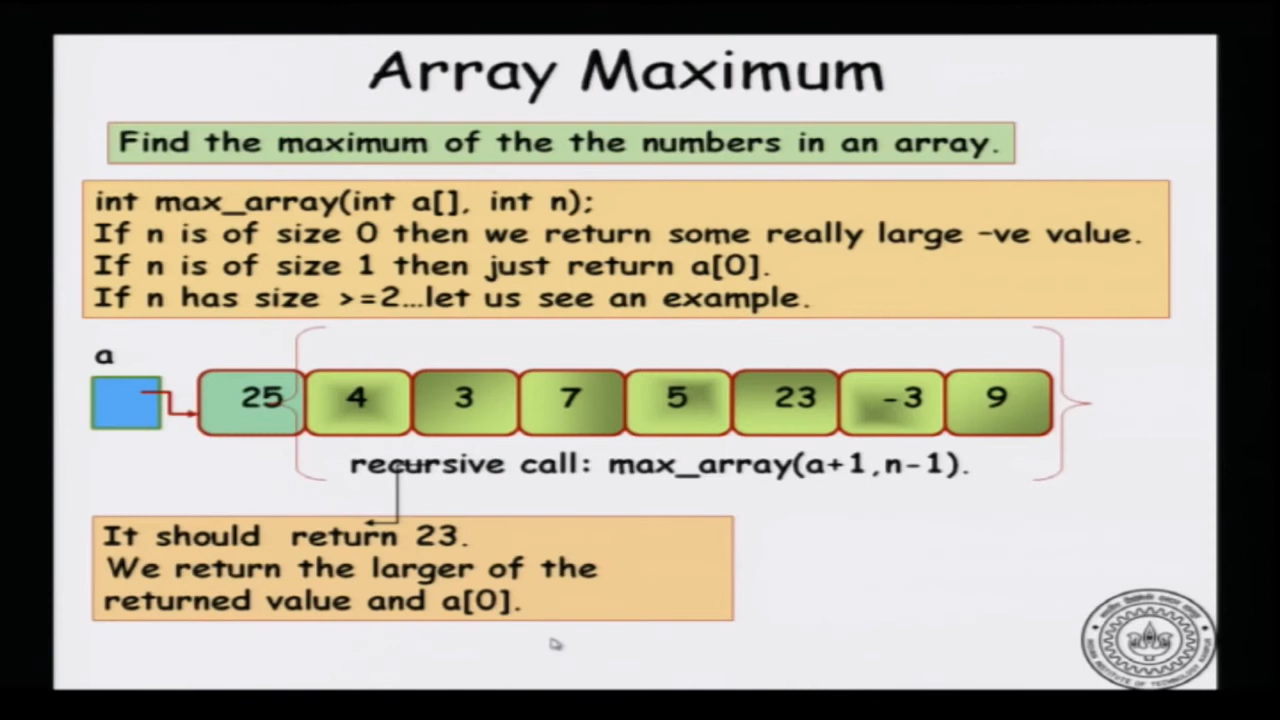 Array Maximum
Find the maximum of the the numbers in an array.
int max_array(int a[], int n);
If n is of size 0 then we return some really large -ve value.
If n is of size 1 then just return a[0].
If n has size >=2...let us see an example.
a
25 4 3 7 5 23 -3 9
recursive call: max_array(a+1,n-1).
It should return 23.
We return the larger of the
returned value and a[0].